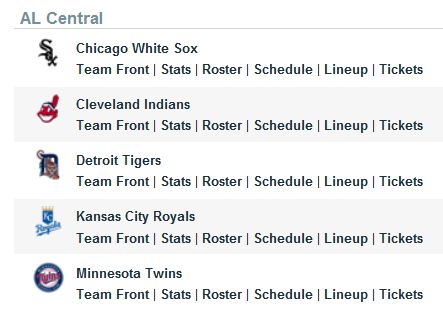 AL Central
Chicago White Sox
Team Front | Stats | Roster | Schedule | Lineup | Tickets
Cleveland Indians
Team Front | Stats | Roster | Schedule | Lineup | Tickets
Detroit Tigers
Team Front | Stats | Roster | Schedule | Lineup | Tickets
Kansas City Royals
Team Front | Stats | Roster | Schedule | Lineup | Tickets
Minnesota Twins
Team Front | Stats | Roster | Schedule | Lineup | Tickets